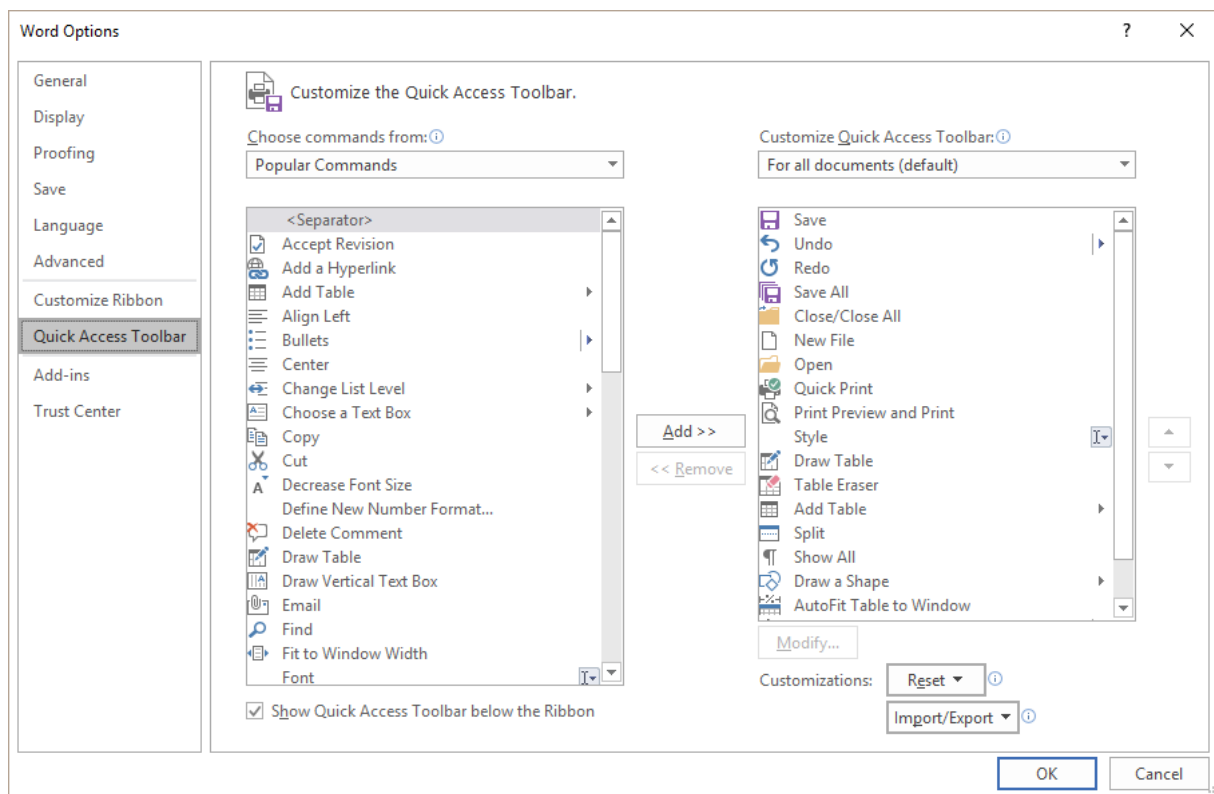 Word Options
?
General
Display
Proofing
Save
Language
Advanced
Customize Ribbon
Quick Access Toolbar
Add-ins
Trust Center
Customize the Quick Access Toolbar.
Choose commands from:
Popular Commands
<Separator>
Accept Revision
Add a Hyperlink
Add Table
Align Left
Bullets
Center
Change List Level
Choose a Text Box
Copy
Cut
Decrease Font Size
Define New Number Format...
Delete Comment
Draw Table
Draw Vertical Text Box
Email
Find
Fit to Window Width
Font
Show Quick Access Toolbar below the Ribbon
Add >>
<< Remove
Customize Quick Access Toolbar:
For all documents (default)
Save
Undo
Redo
Save All
Close/Close All
New File
Open
Quick Print
Print Preview and Print
Style
Draw Table
Table Eraser
Add Table
Split
Show All
Draw a Shape
AutoFit Table to Window
Modify...
Customizations: Reset
Import/Export
OK Cancel